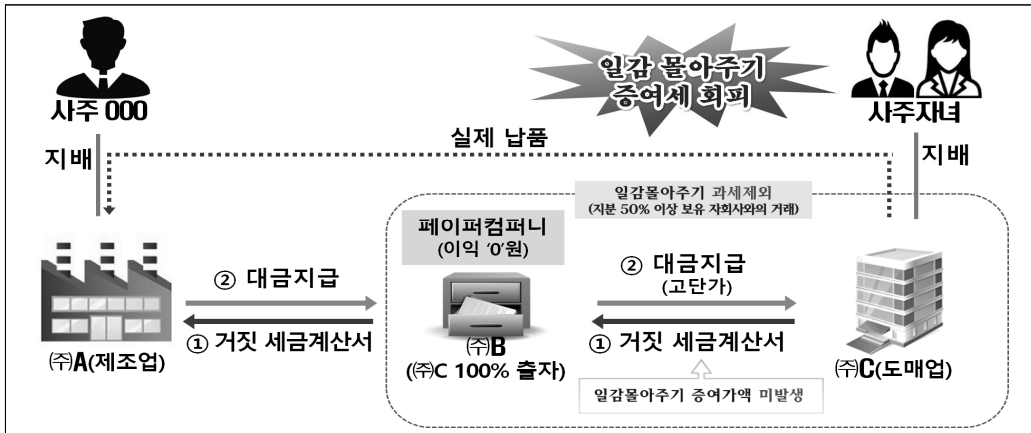 사주 OOO
일감 몰아주기
증여세 회피
사주자녀
지배
실제 납품
지배
일감몰아주기 과세제외
(지분 50% 이상 보유 자회사와의 거래)
페이퍼컴퍼니
(이익 '0'원)
② 대금지급
② 대금지급
(고단가)
① 거짓 세금계산서
① 거짓 세금계산서
㈜A(제조업)
㈜B
(㈜C 100% 출자)
㈜C(도매업)
일감몰아주기 증여가액 미발생